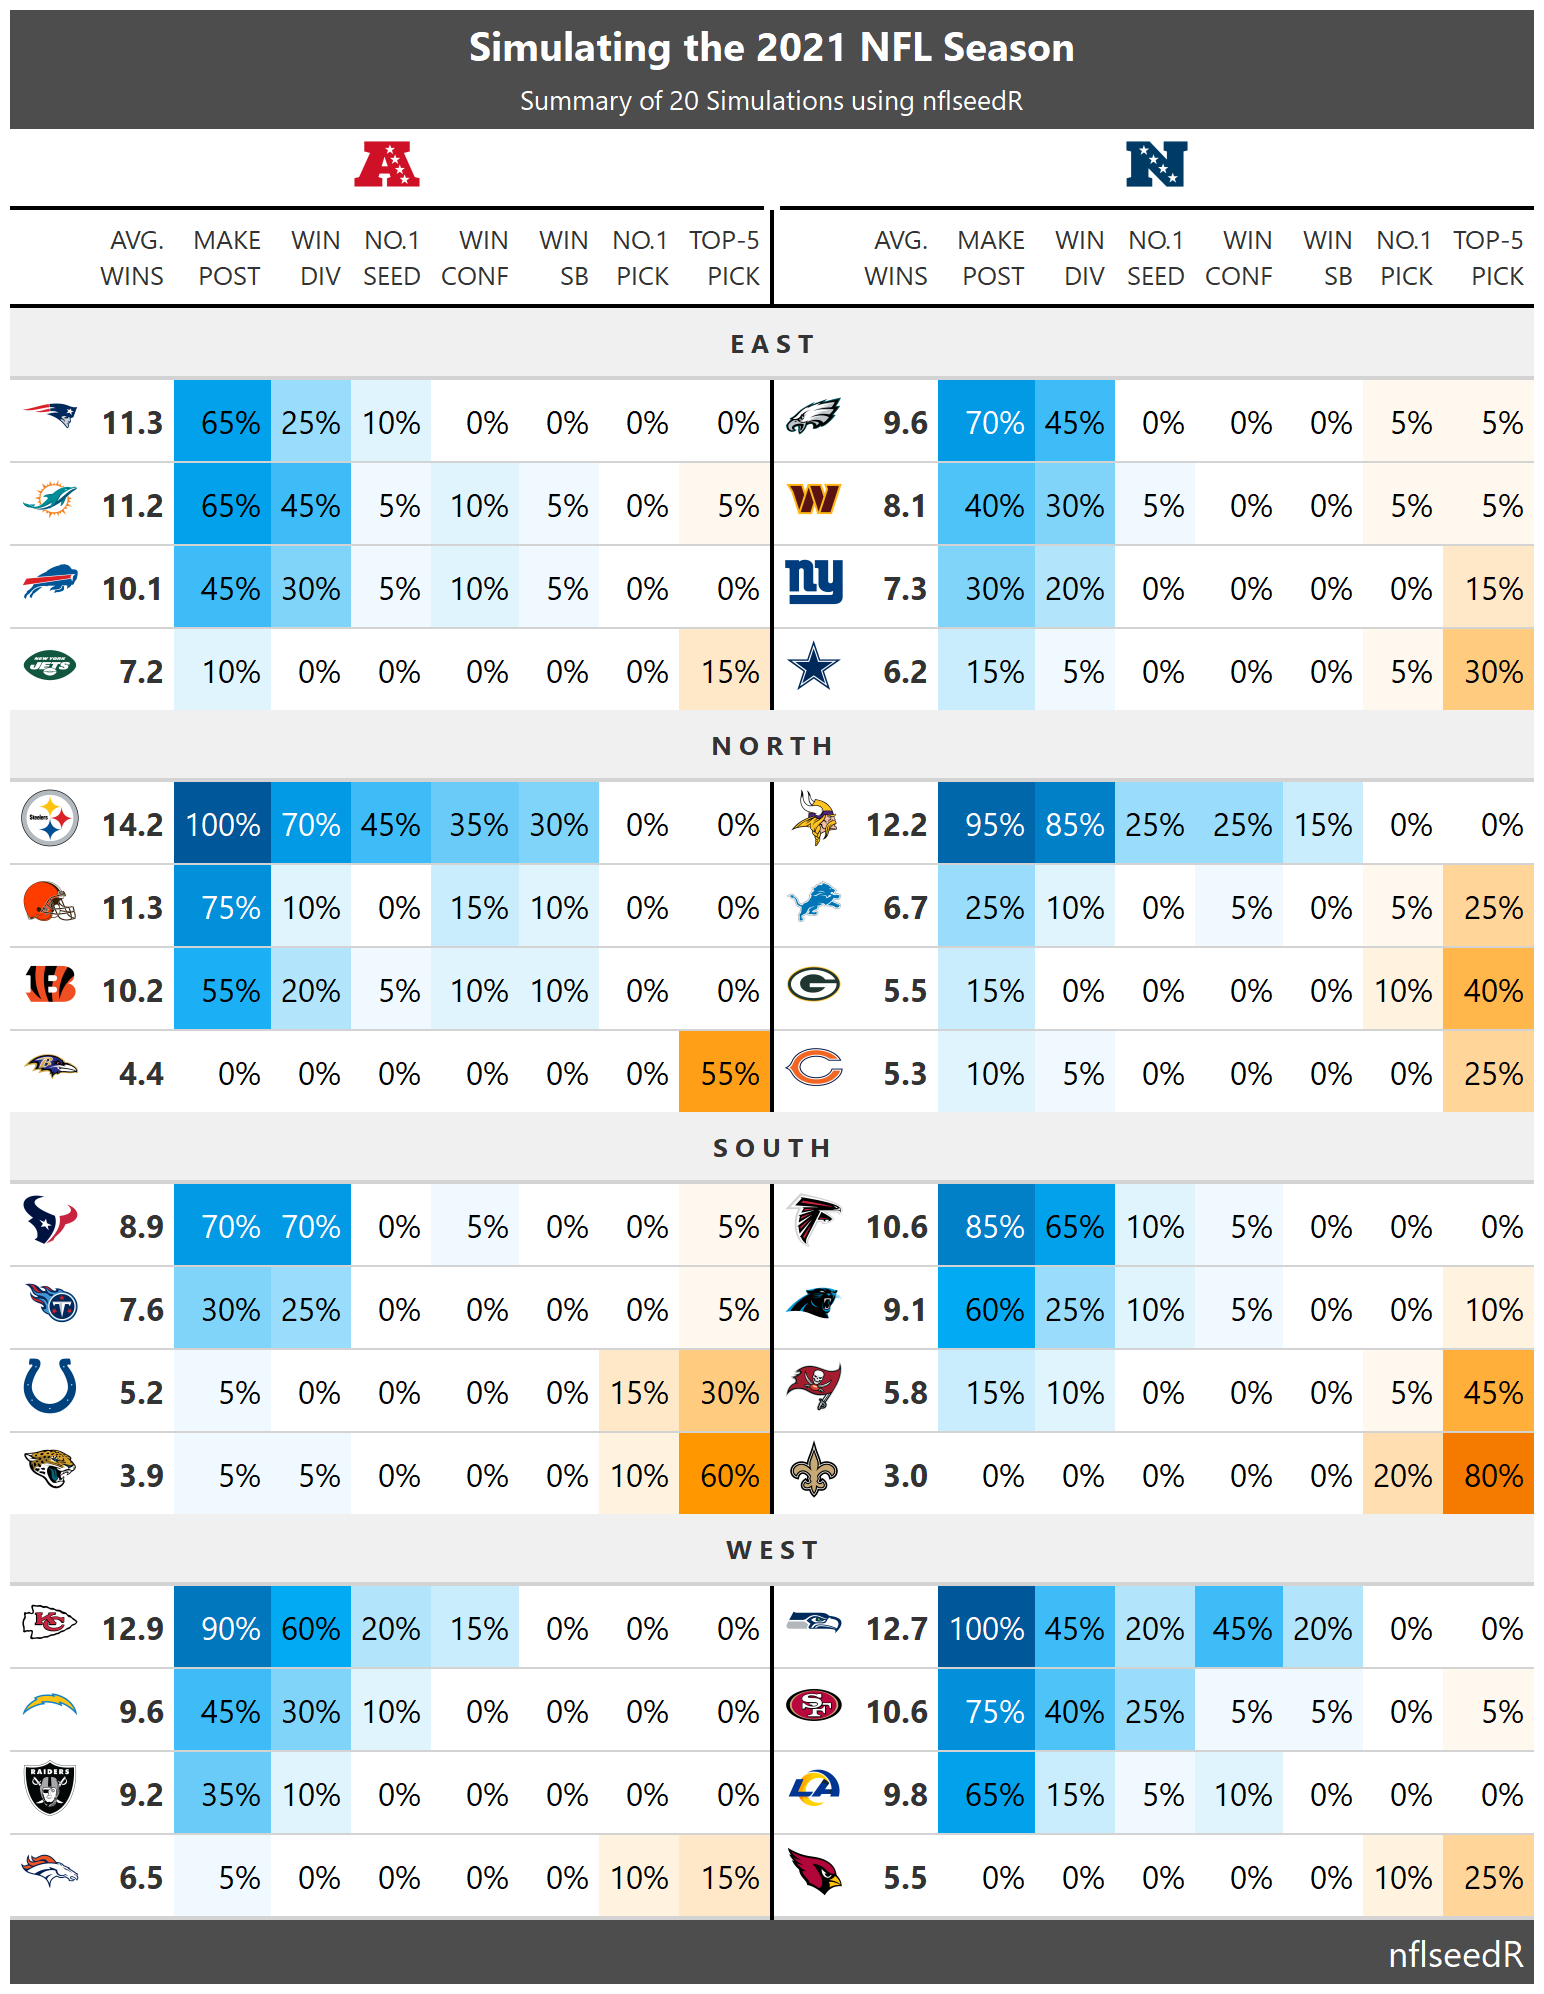 Simulating the 2021 NFL Season
Summary of 20 Simulations using nflseedR
A N
AVG. WINS MAKE POST WIN DIV NO.1 SEED WIN CONF WIN SB NO.1 PICK TOP-5 PICK AVG. WINS MAKE POST WIN DIV NO.1 SEED WIN CONF WIN SB NO.1 PICK TOP-5 PICK
EAST
11.3 65% 25% 10% 0% 0% 0% 0% 9.6 70% 45% 0% 0% 0% 5% 5%
11.2 65% 45% 5% 10% 5% 0% 5% W 8.1 40% 30% 5% 0% 0% 5% 5%
10.1 45% 30% 5% 10% 5% 0% 0% ny 7.3 30% 20% 0% 0% 0% 0% 15%
NEW YORK JETS 7.2 10% 0% 0% 0% 0% 0% 15% 6.2 15% 5% 0% 0% 0% 5% 30%
NORTH
Steelers 14.2 100% 70% 45% 35% 30% 0% 0% 12.2 95% 85% 25% 25% 15% 0% 0%
11.3 75% 10% 0% 15% 10% 0% 0% 6.7 25% 10% 0% 5% 0% 5% 25%
B 10.2 55% 20% 5% 10% 10% 0% 0% G 5.5 15% 0% 0% 0% 0% 10% 40%
B 4.4 0% 0% 0% 0% 0% 0% 55% C 5.3 10% 5% 0% 0% 0% 0% 25%
SOUTH
8.9 70% 70% 0% 5% 0% 0% 5% 10.6 85% 65% 10% 5% 0% 0% 0%
T 7.6 30% 25% 0% 0% 0% 0% 5% 9.1 60% 25% 10% 5% 0% 0% 10%
5.2 5% 0% 0% 0% 0% 15% 30% 5.8 15% 10% 0% 0% 0% 5% 45%
3.9 5% 5% 0% 0% 0% 10% 60% 3.0 0% 0% 0% 0% 0% 20% 80%
WEST
KC 12.9 90% 60% 20% 15% 0% 0% 0% 12.7 100% 45% 20% 45% 20% 0% 0%
9.6 45% 30% 10% 0% 0% 0% 0% SF 10.6 75% 40% 25% 5% 5% 0% 5%
RAIDERS 9.2 35% 10% 0% 0% 0% 0% 0% LA 9.8 65% 15% 5% 10% 0% 0% 0%
6.5 5% 0% 0% 0% 0% 10% 15% 5.5 0% 0% 0% 0% 0% 10% 25%
nflseedR